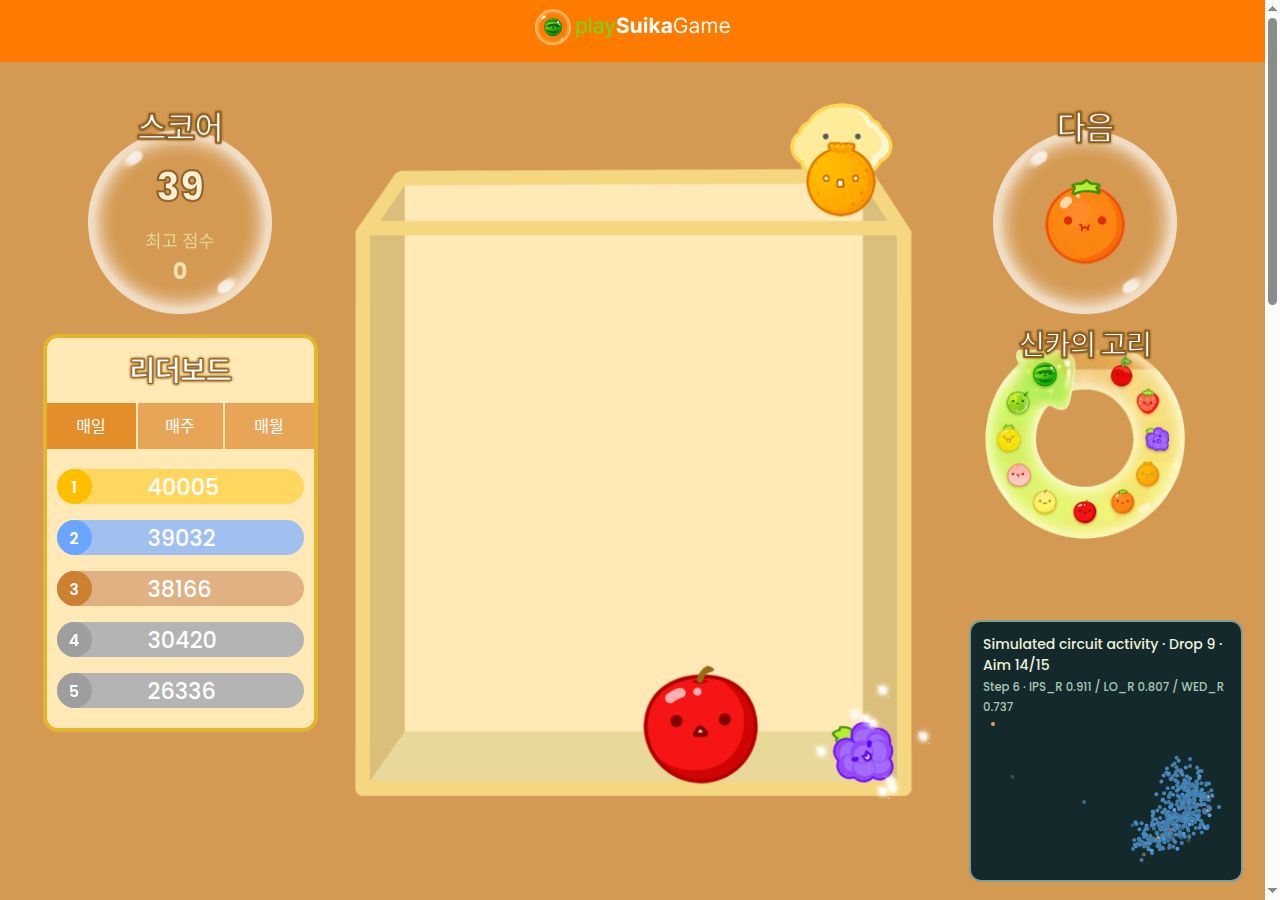 playSuikaGame
스코어
39
최고 점수
0
다음
신카의 고리
리더보드
매일 매주 매월
1 40005
2 39032
3 38166
4 30420
5 26336
Simulated circuit activity · Drop 9 ·
Aim 14/15
Step 6 · IPS_R 0.911 / LO_R 0.807 / WED_R
0.737